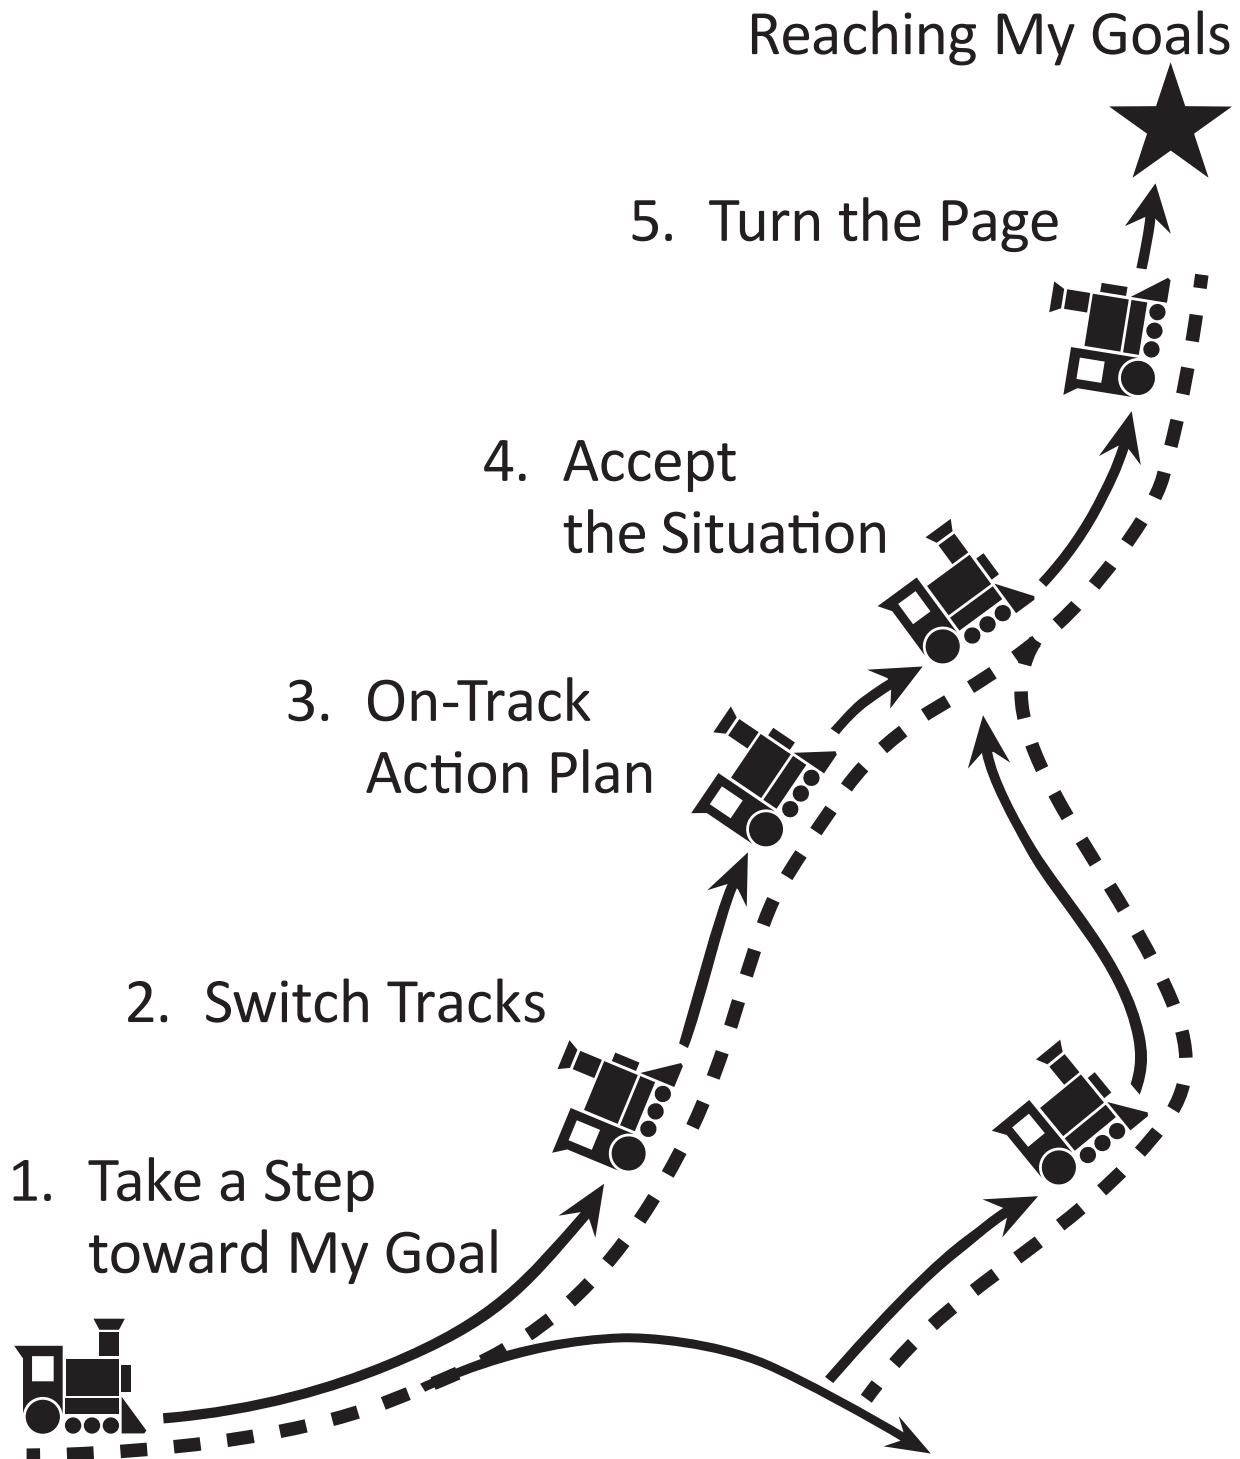 Reaching My Goals
5. Turn the Page
4. Accept
the Situation
3. On-Track
Action Plan
2. Switch Tracks
1. Take a Step
toward My Goal